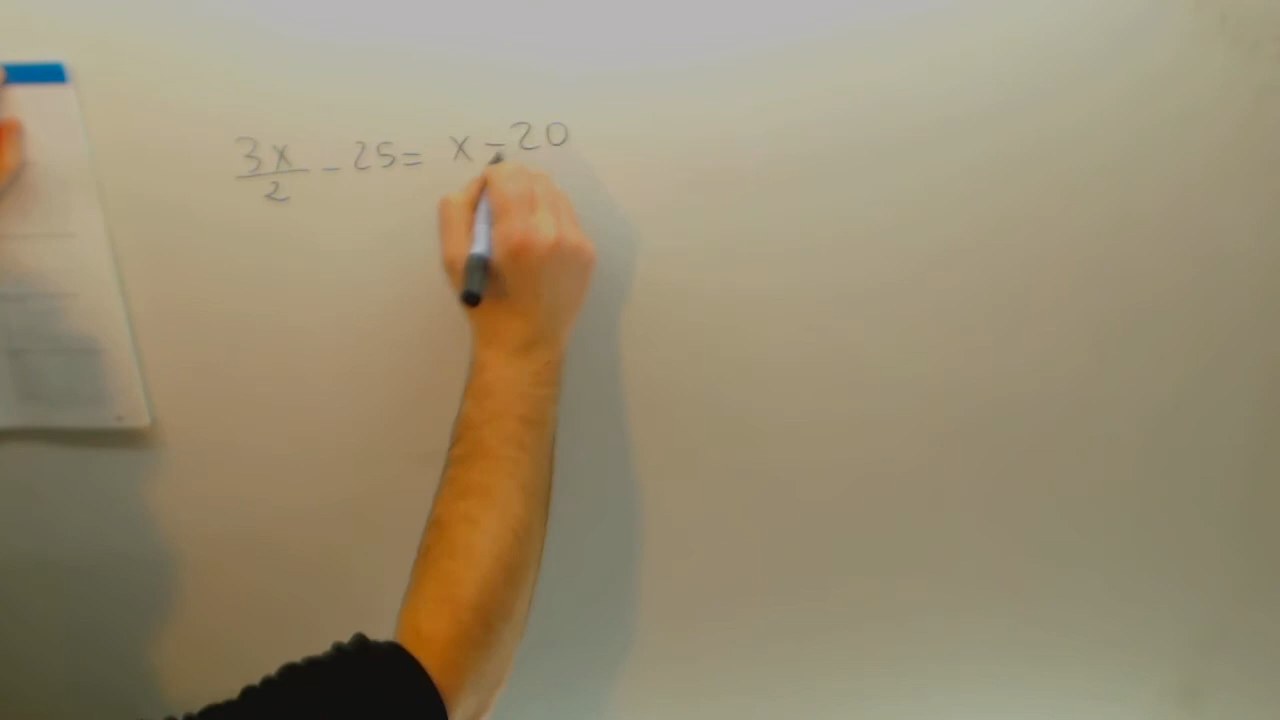 3x/2 - 25 = x - 20